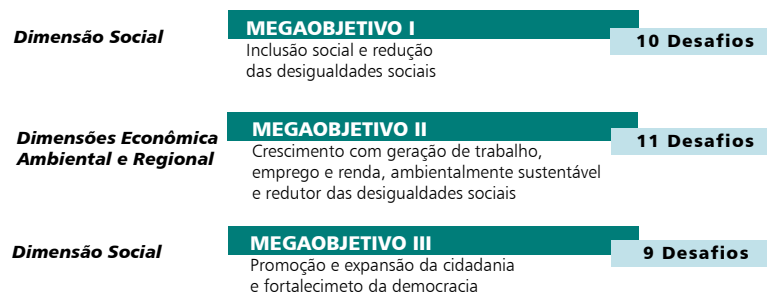 Dimensão Social
MEGAOBJETIVO I
Inclusão social e redução
das desigualdades sociais
10 Desafios
Dimensões Econômica
Ambiental e Regional
MEGAOBJETIVO II
Crescimento com geração de trabalho,
emprego e renda, ambientalmente sustentável
e redutor das desigualdades sociais
11 Desafios
Dimensão Social
MEGAOBJETIVO III
Promoção e expansão da cidadania
e fortalecimeto da democracia
9 Desafios